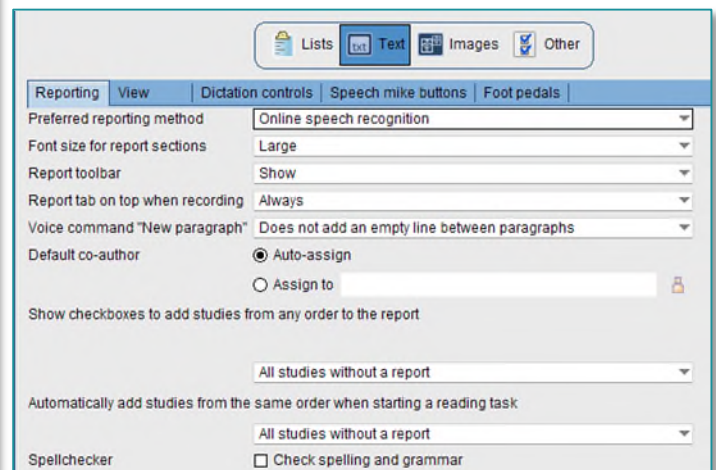 Lists txt Text Images Other
Reporting View Dictation controls Speech mike buttons Foot pedals
Preferred reporting method Online speech recognition
Font size for report sections Large
Report toolbar Show
Report tab on top when recording Always
Voice command "New paragraph" Does not add an empty line between paragraphs
Default co-author Auto-assign
Assign to
Show checkboxes to add studies from any order to the report
All studies without a report
Automatically add studies from the same order when starting a reading task
All studies without a report
Spellchecker Check spelling and grammar